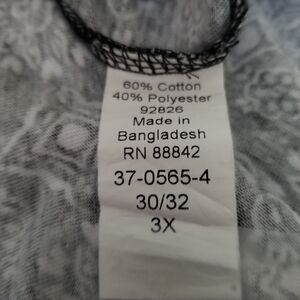 60% Cotton
40% Polyester
92826
Made in
Bangladesh
RN 88842
37-0565-4
30/32
3X